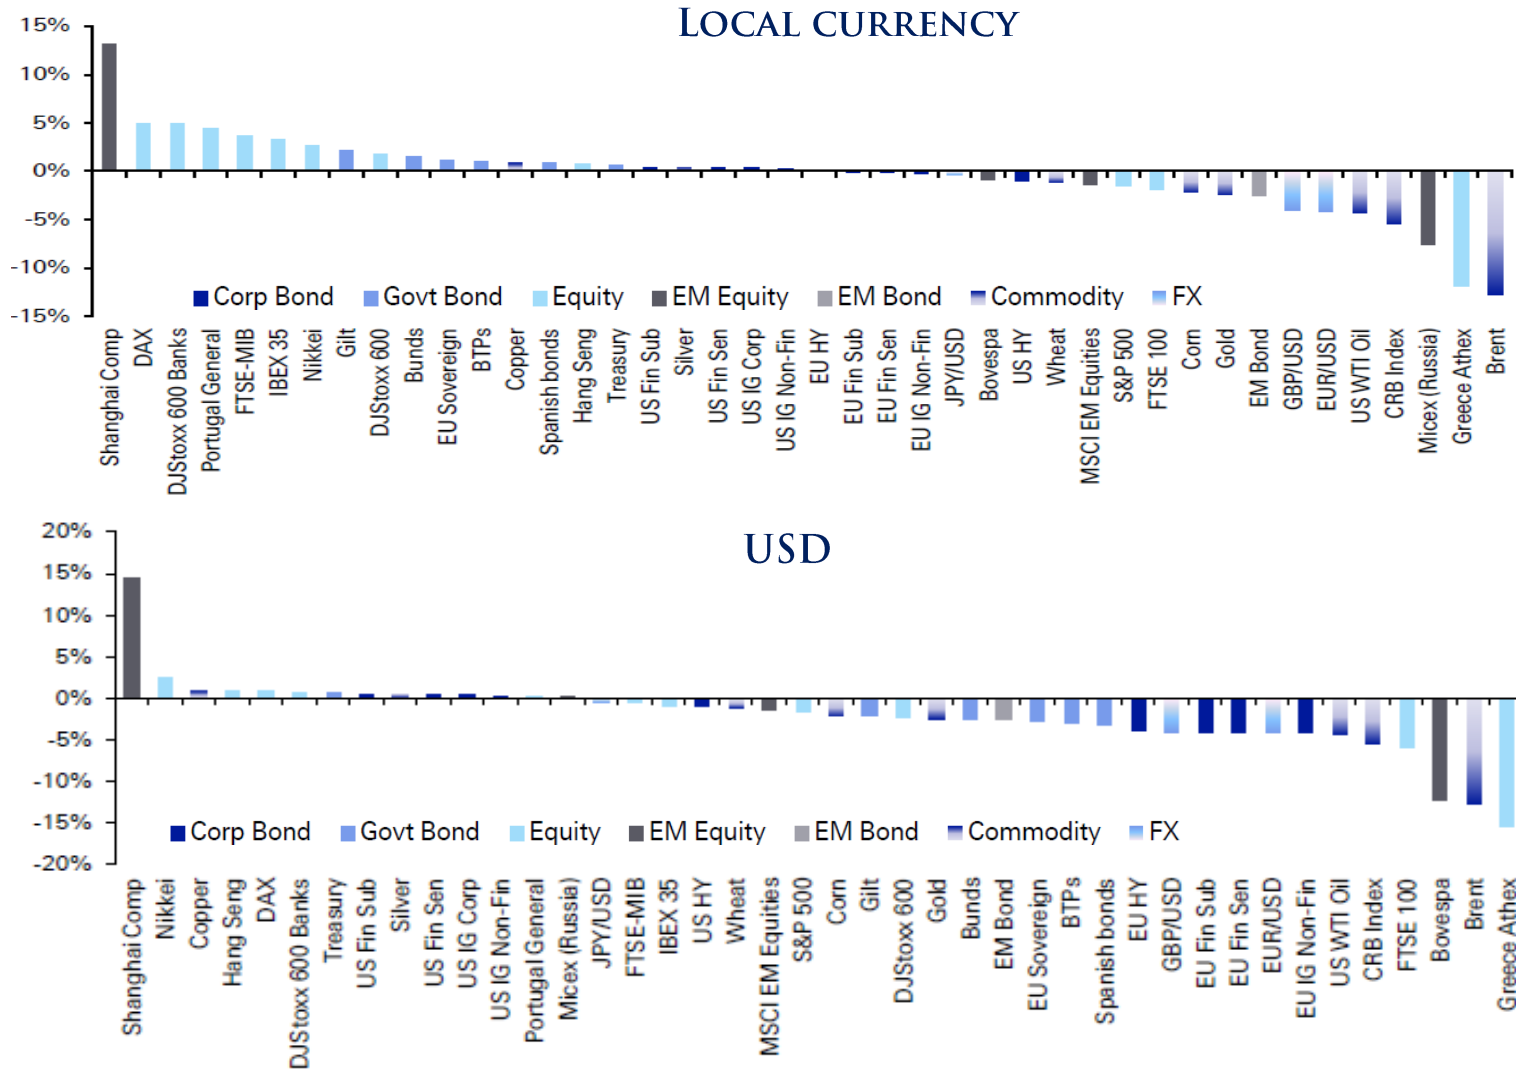 LOCAL CURRENCY
15%
10%
5%
0%
-5%
-10%
-15%
Corp Bond Govt Bond Equity EM Equity EM Bond Commodity FX
Shanghai Comp
DAX
DJStoxx 600 Banks
Portugal General
FTSE-MIB
IBEX 35
Nikkei
Gilt
DJStoxx 600
Bunds
EU Sovereign
BTPs
Copper
Spanish bonds
Hang Seng
Treasury
US Fin Sub
Silver
US Fin Sen
US IG Corp
US IG Non-Fin
EU HY
EU Fin Sub
EU Fin Sen
EU IG Non-Fin
JPY/USD
Bovespa
US HY
Wheat
MSCI EM Equities
S&P 500
FTSE 100
Corn
Gold
EM Bond
GBP/USD
EUR/USD
US WTI Oil
CRB Index
Micex (Russia)
Greece Athex
Brent
USD
20%
15%
10%
5%
0%
-5%
-10%
-15%
-20%
Corp Bond Govt Bond Equity EM Equity EM Bond Commodity FX
Shanghai Comp
Nikkei
Copper
Hang Seng
DAX
DJStoxx 600 Banks
Treasury
US Fin Sub
Silver
US Fin Sen
US IG Corp
US IG Non-Fin
Portugal General
Micex (Russia)
JPY/USD
FTSE-MIB
IBEX 35
US HY
Wheat
MSCI EM Equities
S&P 500
Corn
Gilt
DJStoxx 600
Gold
Bunds
EM Bond
EU Sovereign
BTPs
Spanish bonds
EU HY
GBP/USD
EU Fin Sub
EU Fin Sen
EUR/USD
EU IG Non-Fin
US WTI Oil
CRB Index
FTSE 100
Bovespa
Brent
Greece Athex